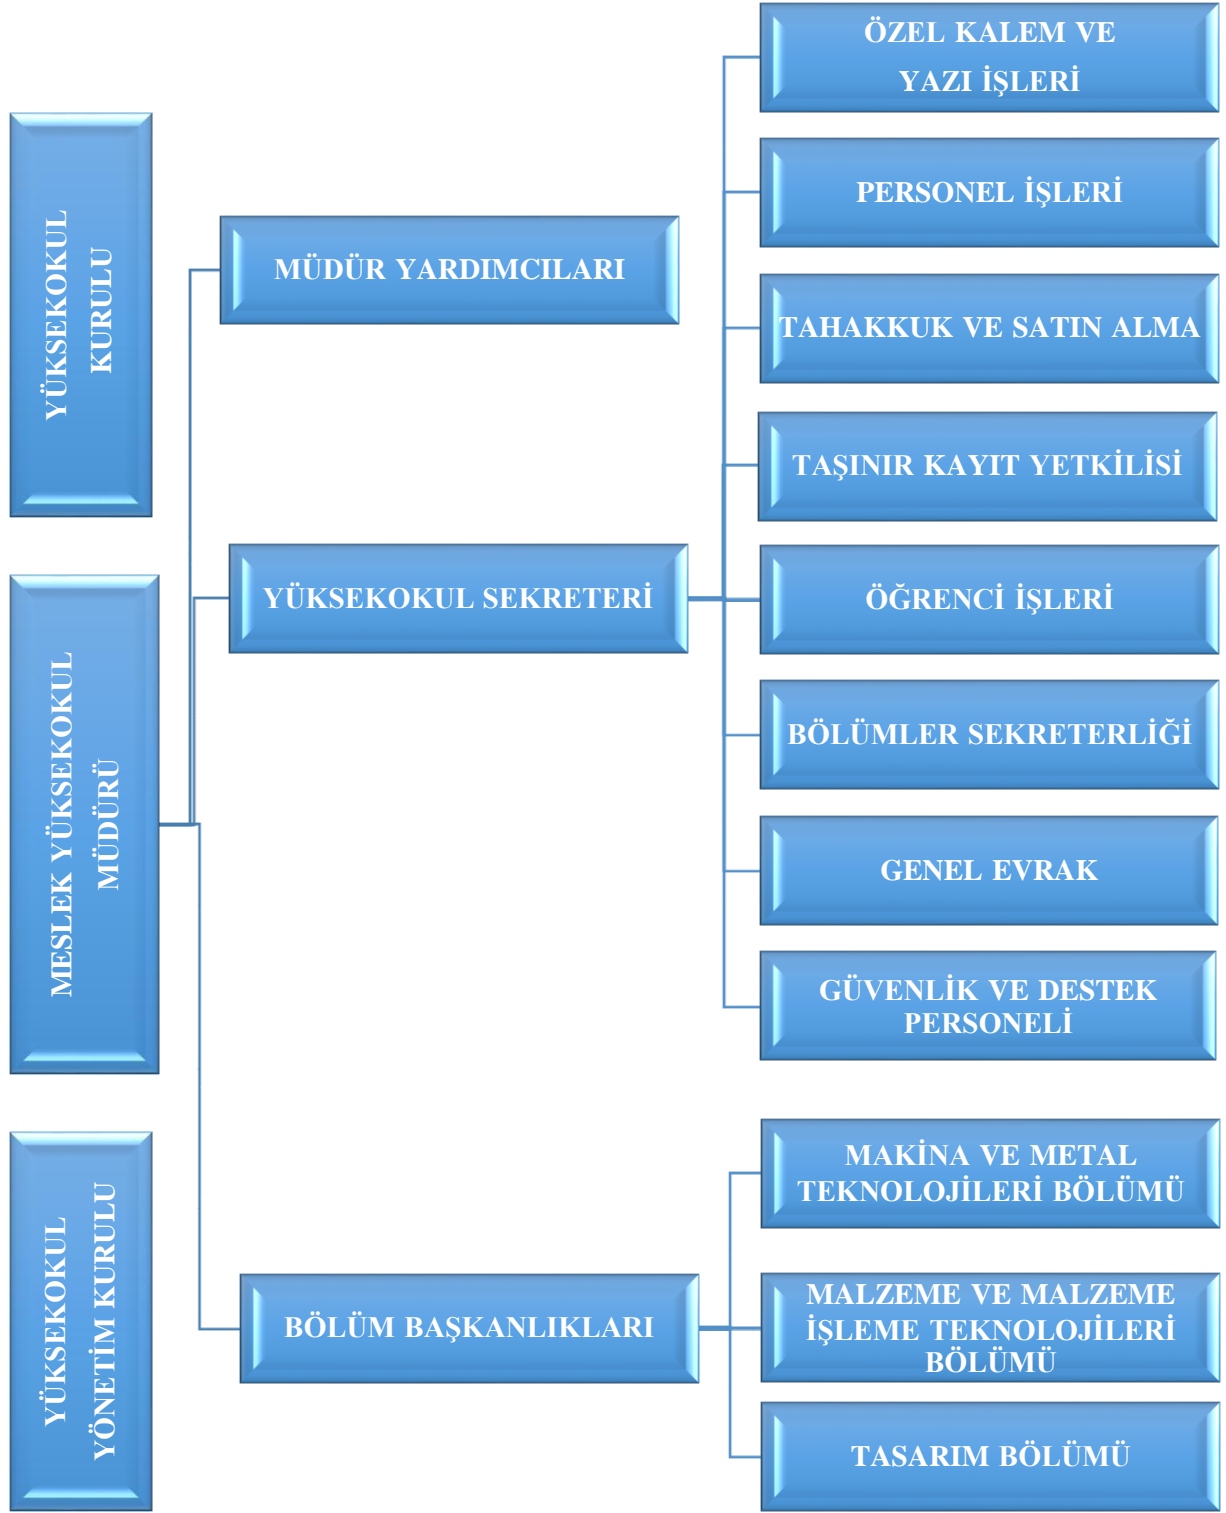 YÜKSEKOKUL
KURULU
MESLEK YÜKSEKOKUL
MÜDÜRÜ
YÜKSEKOKUL
YÖNETİM KURULU
MÜDÜR YARDIMCILARI
YÜKSEKOKUL SEKRETERİ
BÖLÜM BAŞKANLIKLARI
ÖZEL KALEM VE
YAZI İŞLERİ
PERSONEL İŞLERİ
TAHAKKUK VE SATIN ALMA
TAŞINIR KAYIT YETKİLİSİ
ÖĞRENCİ İŞLERİ
BÖLÜMLER SEKRETERLİĞİ
GENEL EVRAK
GÜVENLİK VE DESTEK
PERSONELİ
MAKİNA VE METAL
TEKNOLOJİLERİ BÖLÜMÜ
MALZEME VE MALZEME
İŞLEME TEKNOLOJİLERİ
BÖLÜMÜ
TASARIM BÖLÜMÜ